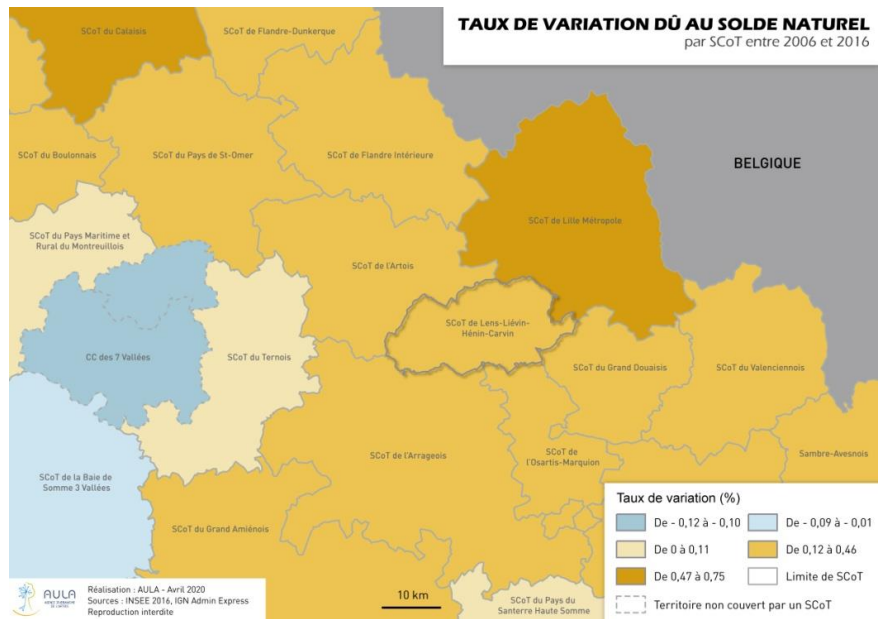 TAUX DE VARIATION DÛ AU SOLDE NATUREL
par SCoT entre 2006 et 2016
SCoT du Calaisis
SCoT de Flandre-Dunkerque
SCoT du Boulonnais
SCoT du Pays de St-Omer
SCoT de Flandre Intérieure
BELGIQUE
SCoT de Lille Métropole
SCoT du Pays Maritime et
Rural du Montreuillois
SCoT de l'Artois
SCoT de Lens-Liévin-
Hénin-Carvin
CC des 7 Vallées
SCoT du Ternois
SCoT du Grand Douaisis
SCoT du Valenciennois
SCoT de l'Arrageois
SCoT de
l'Osartis-Marquion
Sambre-Avesnois
SCoT de la Baie de
Somme 3 Vallées
SCoT du Grand Amiénois
SCoT du Pays du
Santerre Haute Somme
Taux de variation (%)
De - 0,12 à - 0,10
De - 0,09 à - 0,01
De 0 à 0,11
De 0,12 à 0,46
De 0,47 à 0,75
Limite de SCoT
Territoire non couvert par un SCoT
10 km
AULA
Réalisation : AULA - Avril 2020
Sources : INSEE 2016, IGN Admin Express
Reproduction interdite